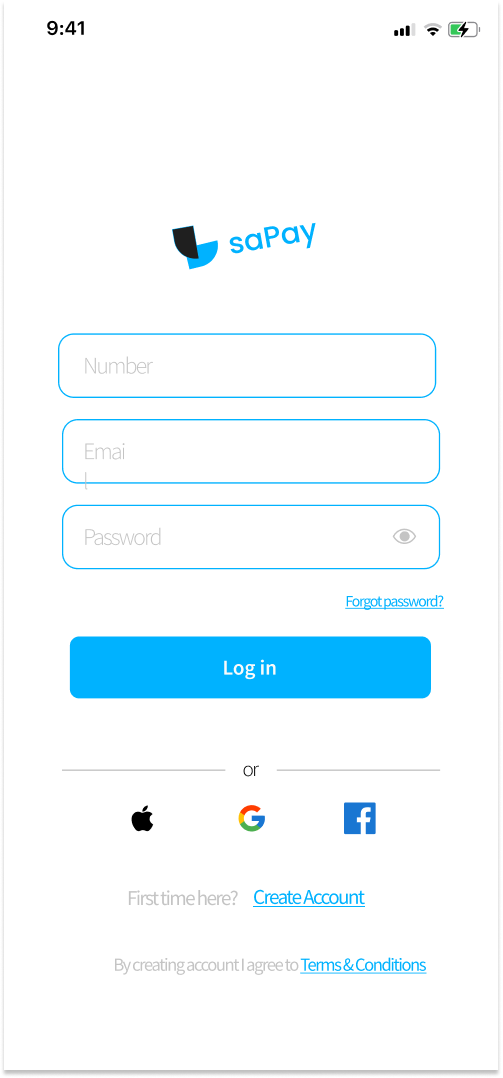 9:41
saPay
Number
Emai
l
Password
Forgot password?
Log in
or
First time here? Create Account
By creating account I agree to Terms & Conditions